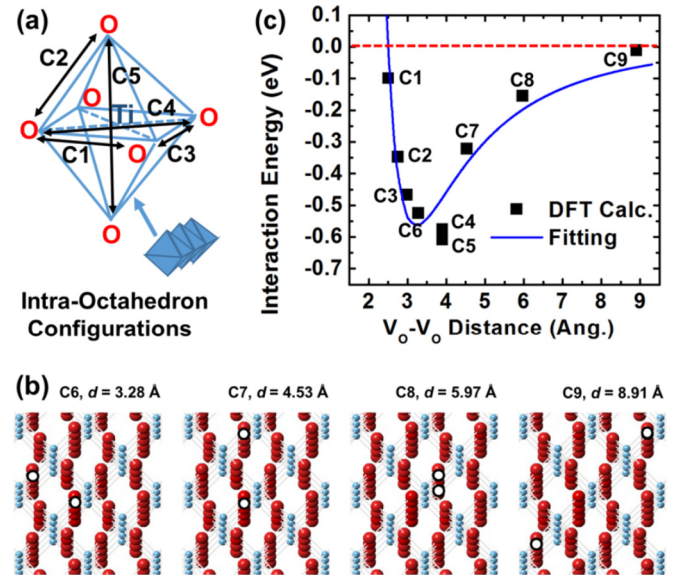 (a)
O
C2
C5
O
C4
Ti
O
O
C1
O
C3
O
Intra-Octahedron
Configurations
(c)
Interaction Energy (eV)
0.1
0.0
-0.1
-0.2
-0.3
-0.4
-0.5
-0.6
-0.7
C1
C2
C3
C6
C4
C5
C7
C8
C9
DFT Calc.
Fitting
2 3 4 5 6 7 8 9
V_O-V_O Distance (Ang.)
(b)
C6, d = 3.28 Å
C7, d = 4.53 Å
C8, d = 5.97 Å
C9, d = 8.91 Å